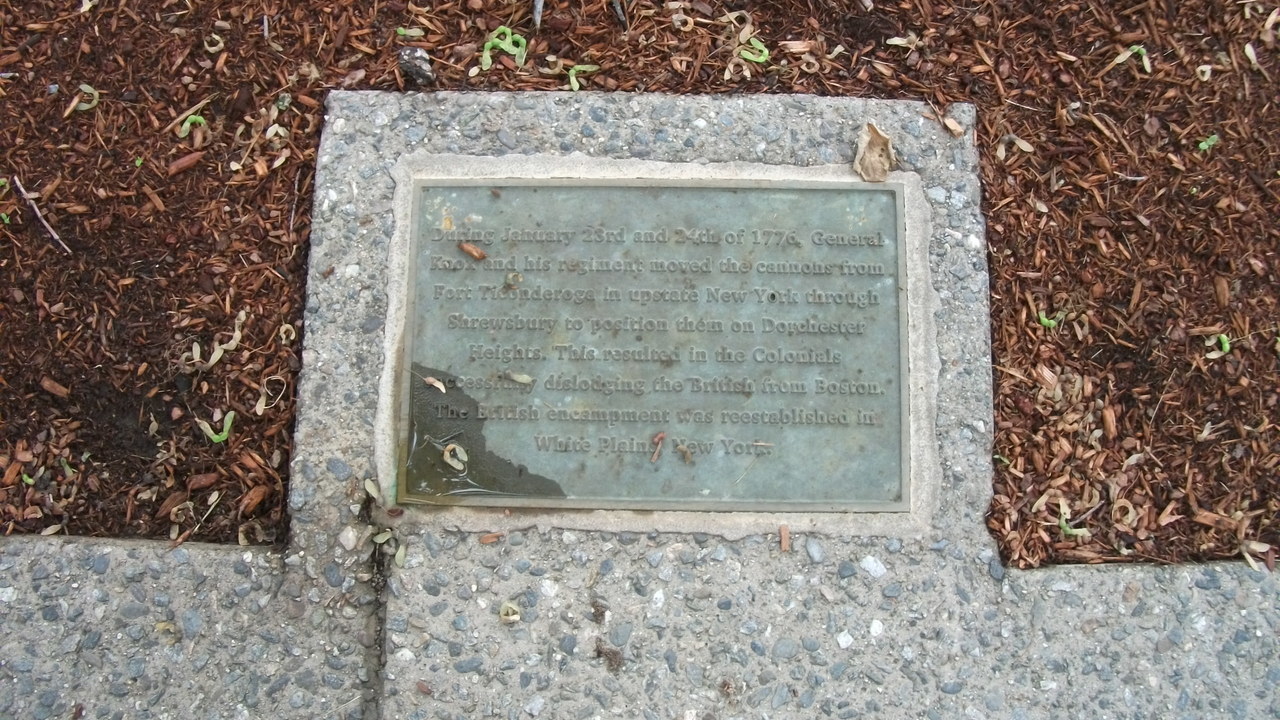 During January 23rd and 24th of 1776, General
Knox and his regiment moved the cannons from
Fort Ticonderoga in upstate New York through
Shrewsbury to position them on Dorchester
Heights. This resulted in the Colonials
successfully dislodging the British from Boston.
The British encampment was reestablished in
White Plains, New York.